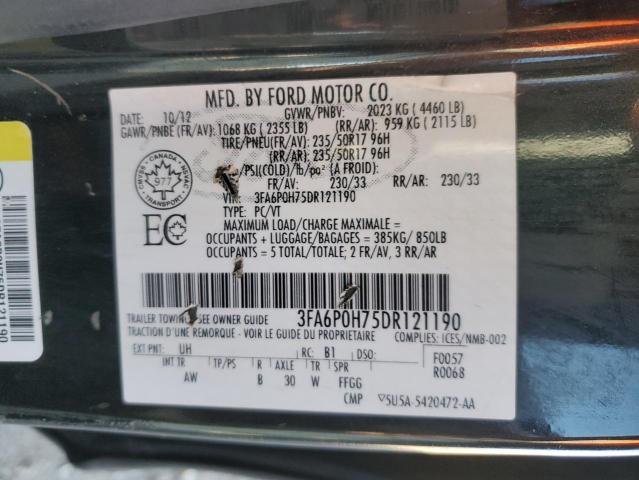 MFD. BY FORD MOTOR CO.
DATE: 10/12 GVWR/PNBV: 2023 KG ( 4460 LB)
GAWR/PNBE (FR/AV): 1068 KG ( 2355 LB) (RR/AR): 959 KG ( 2115 LB)
TIRE/PNEU(FR/AV): 235/50R17 96H
(RR/AR): 235/50R17 96H
/PSI(COLD)/lb/po² (A FROID):
FR/AV: 230/33 RR/AR: 230/33
VIN: 3FA6P0H75DR121190
TYPE: PC/VT
MAXIMUM LOAD/CHARGE MAXIMALE =
OCCUPANTS + LUGGAGE/BAGAGES = 385KG/ 850LB
OCCUPANTS = 5 TOTAL/TOTALE; 2 FR/AV, 3 RR/AR
CANADA
977
EC
3FA6P0H75DR121190
TRAILER TOWING SEE OWNER GUIDE
TRACTION D'UNE REMORQUE - VOIR LE GUIDE DU PROPRIETAIRE
COMPLIES: ICES/NMB-002
EXT PNT: UH RC: B1 DSO: F0057
INT TR TP/PS R AXLE TR SPR R0068
AW B 30 W FFGG
CMP 5U5A-5420472-AA